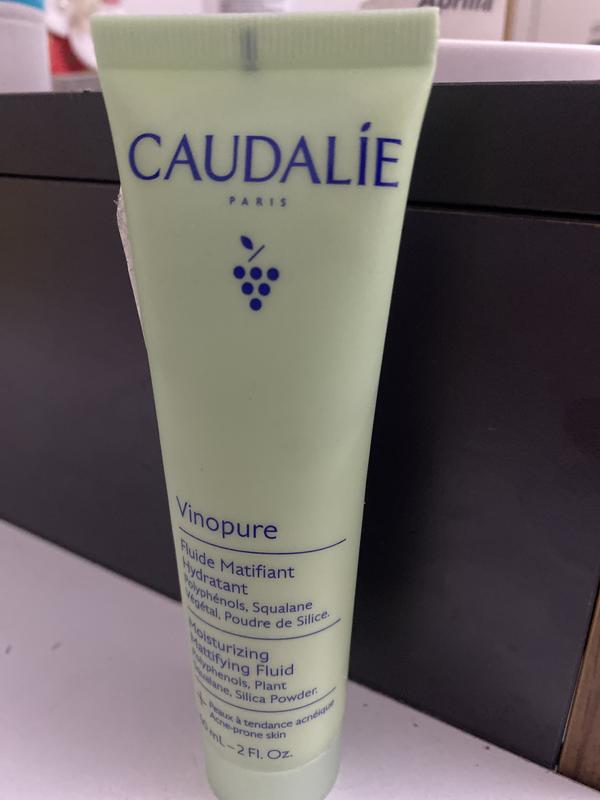 CAUDALÍE
PARIS
Vinopure
Fluide Matifiant
Hydratant
Polyphénols, Squalane
Végétal, Poudre de Silice.
Moisturizing
Mattifying Fluid
Polyphenols, Plant
Squalane, Silica Powder.
Peaux à tendance acnéique
Acne-prone skin
mL – 2 Fl. Oz.